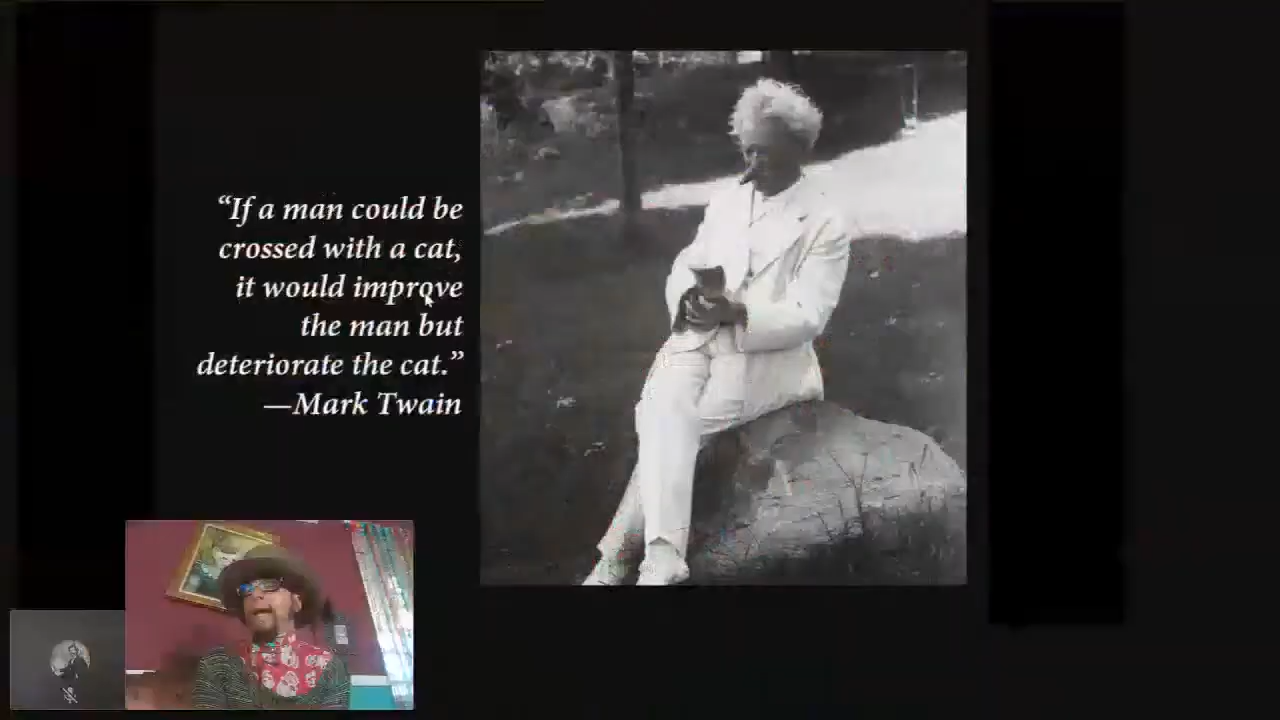 “If a man could be
crossed with a cat,
it would improve
the man but
deteriorate the cat.”
—Mark Twain